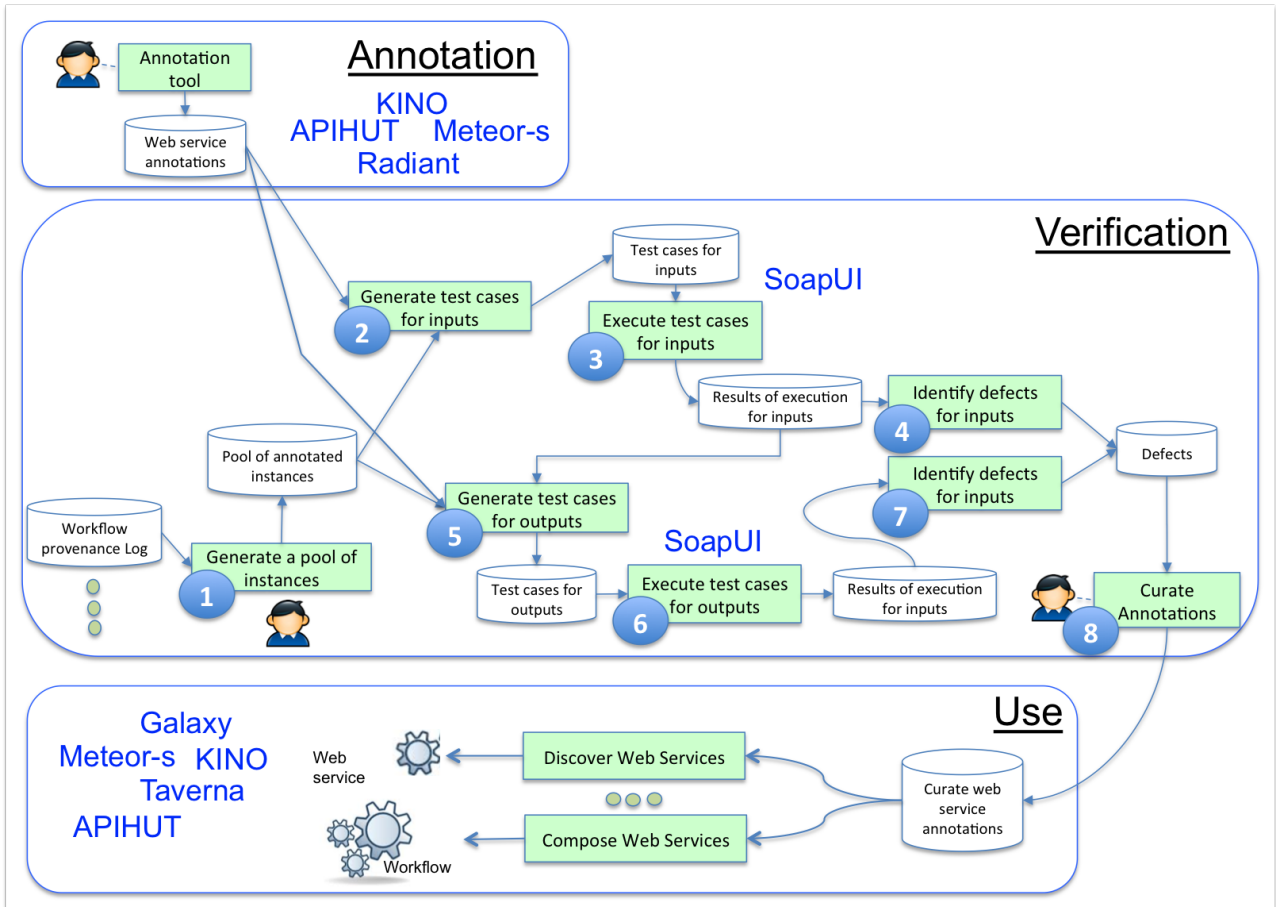 Annotation
tool
Annotation
KINO
APIHUT Meteor-s
Radiant
Web service
annotations
Verification
Test cases for
inputs
SoapUI
Generate test cases
for inputs
2
Execute test cases
for inputs
3
Results of execution
for inputs
Identify defects
for inputs
4
Pool of annotated
instances
Defects
Identify defects
for inputs
7
Generate test cases
for outputs
5
Workflow
provenance Log
Generate a pool of
instances
1
SoapUI
Test cases for
outputs
Execute test cases
for outputs
6
Results of execution
for inputs
Curate
Annotations
8
Use
Galaxy
Meteor-s KINO
Taverna
APIHUT
Web
service
Discover Web Services
Compose Web Services
Workflow
Curate web
service
annotations